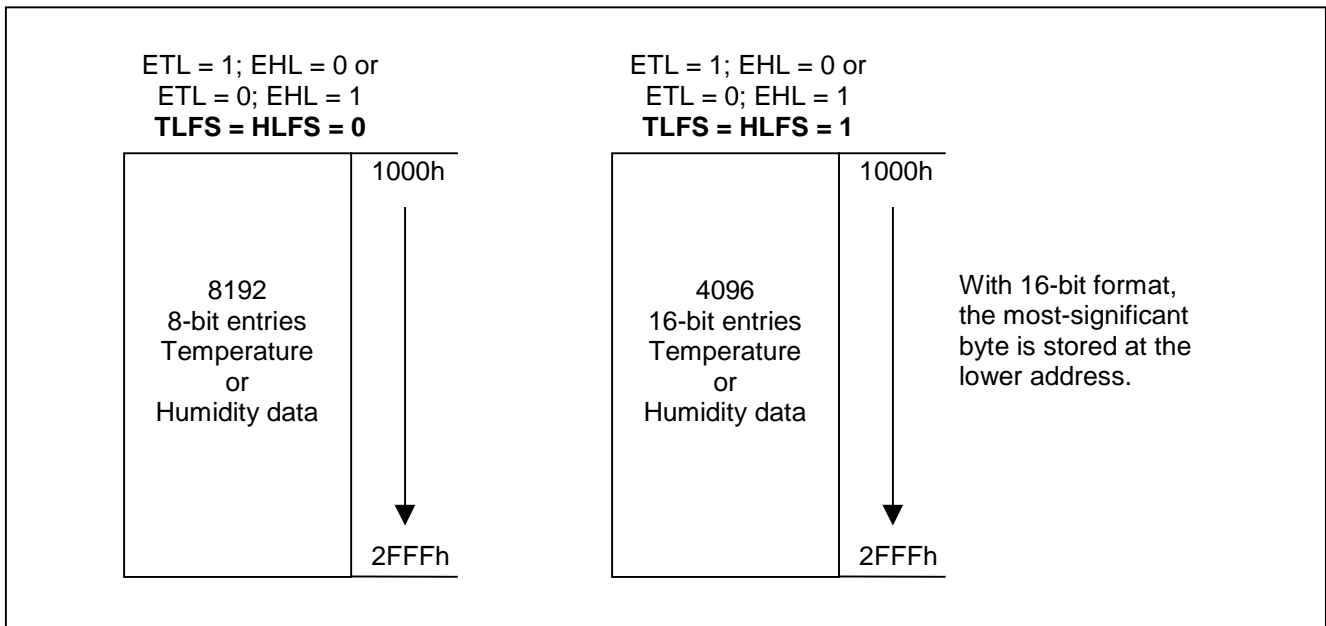 ETL = 1; EHL = 0 or
ETL = 0; EHL = 1
TLFS = HLFS = 0
1000h
8192
8-bit entries
Temperature
or
Humidity data
2FFFh
ETL = 1; EHL = 0 or
ETL = 0; EHL = 1
TLFS = HLFS = 1
1000h
4096
16-bit entries
Temperature
or
Humidity data
2FFFh
With 16-bit format,
the most-significant
byte is stored at the
lower address.